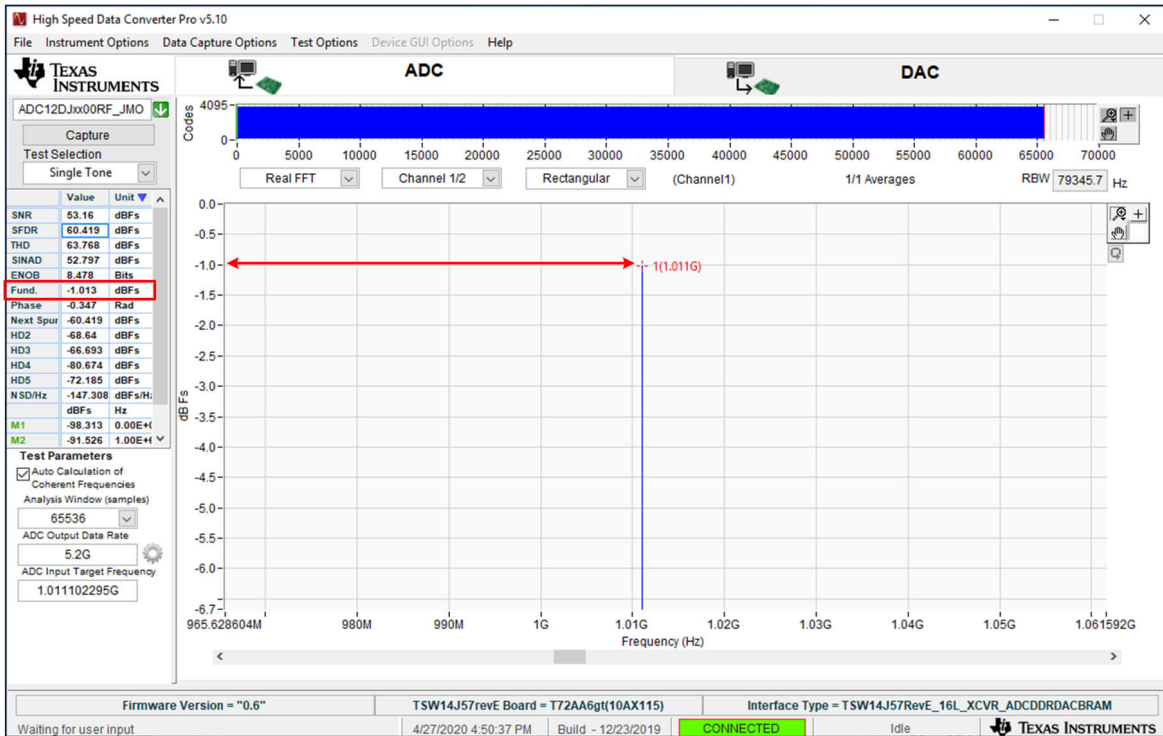 High Speed Data Converter Pro v5.10
File Instrument Options Data Capture Options Test Options Device GUI Options Help
TEXAS INSTRUMENTS
ADC
DAC
ADC12DJxx00RF_JMO
Capture
Test Selection
Single Tone
Value Unit
SNR 53.16 dBFs
SFDR 60.419 dBFs
THD 63.768 dBFs
SINAD 52.797 dBFs
ENOB 8.478 Bits
Fund. -1.013 dBFs
Phase -0.347 Rad
Next Spur -60.419 dBFs
HD2 -68.64 dBFs
HD3 -66.693 dBFs
HD4 -80.674 dBFs
HD5 -72.185 dBFs
NSD/Hz -147.308 dBFs/H:
dBFs Hz
M1 -98.313 0.00E+(
M2 -91.526 1.00E+6
Test Parameters
Auto Calculation of
Coherent Frequencies
Analysis Window (samples)
65536
ADC Output Data Rate
5.2G
ADC Input Target Frequency
1.011102295G
Codes
4095
0
0 5000 10000 15000 20000 25000 30000 35000 40000 45000 50000 55000 60000 65000 70000
Real FFT Channel 1/2 Rectangular (Channel1) 1/1 Averages RBW 79345.7 Hz
dB Fs
0.0
-0.5
-1.0
-1.5
-2.0
-2.5
-3.0
-3.5
-4.0
-4.5
-5.0
-5.5
-6.0
-6.7
1(1.011G)
965.628604M 980M 990M 1G 1.01G 1.02G 1.03G 1.04G 1.05G 1.061592G
Frequency (Hz)
Firmware Version = "0.6" TSW14J57revE Board = T72AA6gt(10AX115) Interface Type = TSW14J57RevE_16L_XCVR_ADCDDRDACBRAM
Waiting for user input 4/27/2020 4:50:37 PM Build - 12/23/2019 CONNECTED Idle TEXAS INSTRUMENTS